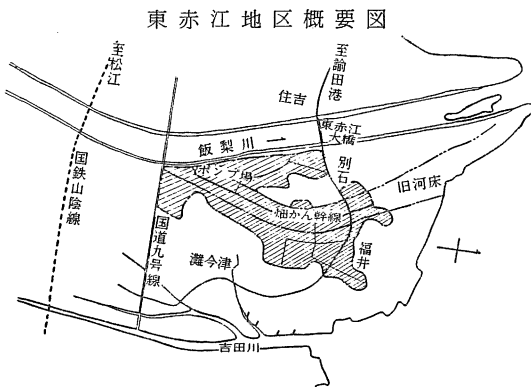 東赤江地区概要図
至松江
至諭田港
住吉
東赤江大橋
飯梨川
ポンプ場
別石
旧河床
国鉄山陰線
畑かん幹線
国道九号線
灘今津
福井
吉田川